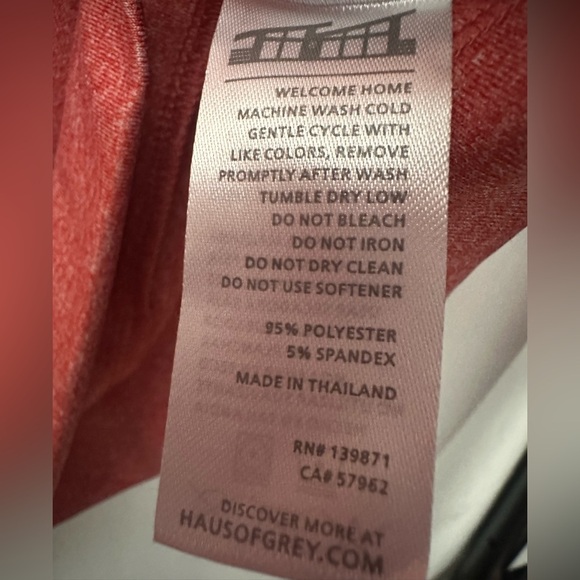 WELCOME HOME
MACHINE WASH COLD
GENTLE CYCLE WITH
LIKE COLORS, REMOVE
PROMPTLY AFTER WASH
TUMBLE DRY LOW
DO NOT BLEACH
DO NOT IRON
DO NOT DRY CLEAN
DO NOT USE SOFTENER
95% POLYESTER
5% SPANDEX
MADE IN THAILAND
RN# 139871
CA# 57962
DISCOVER MORE AT
HAUSOFGREY.COM